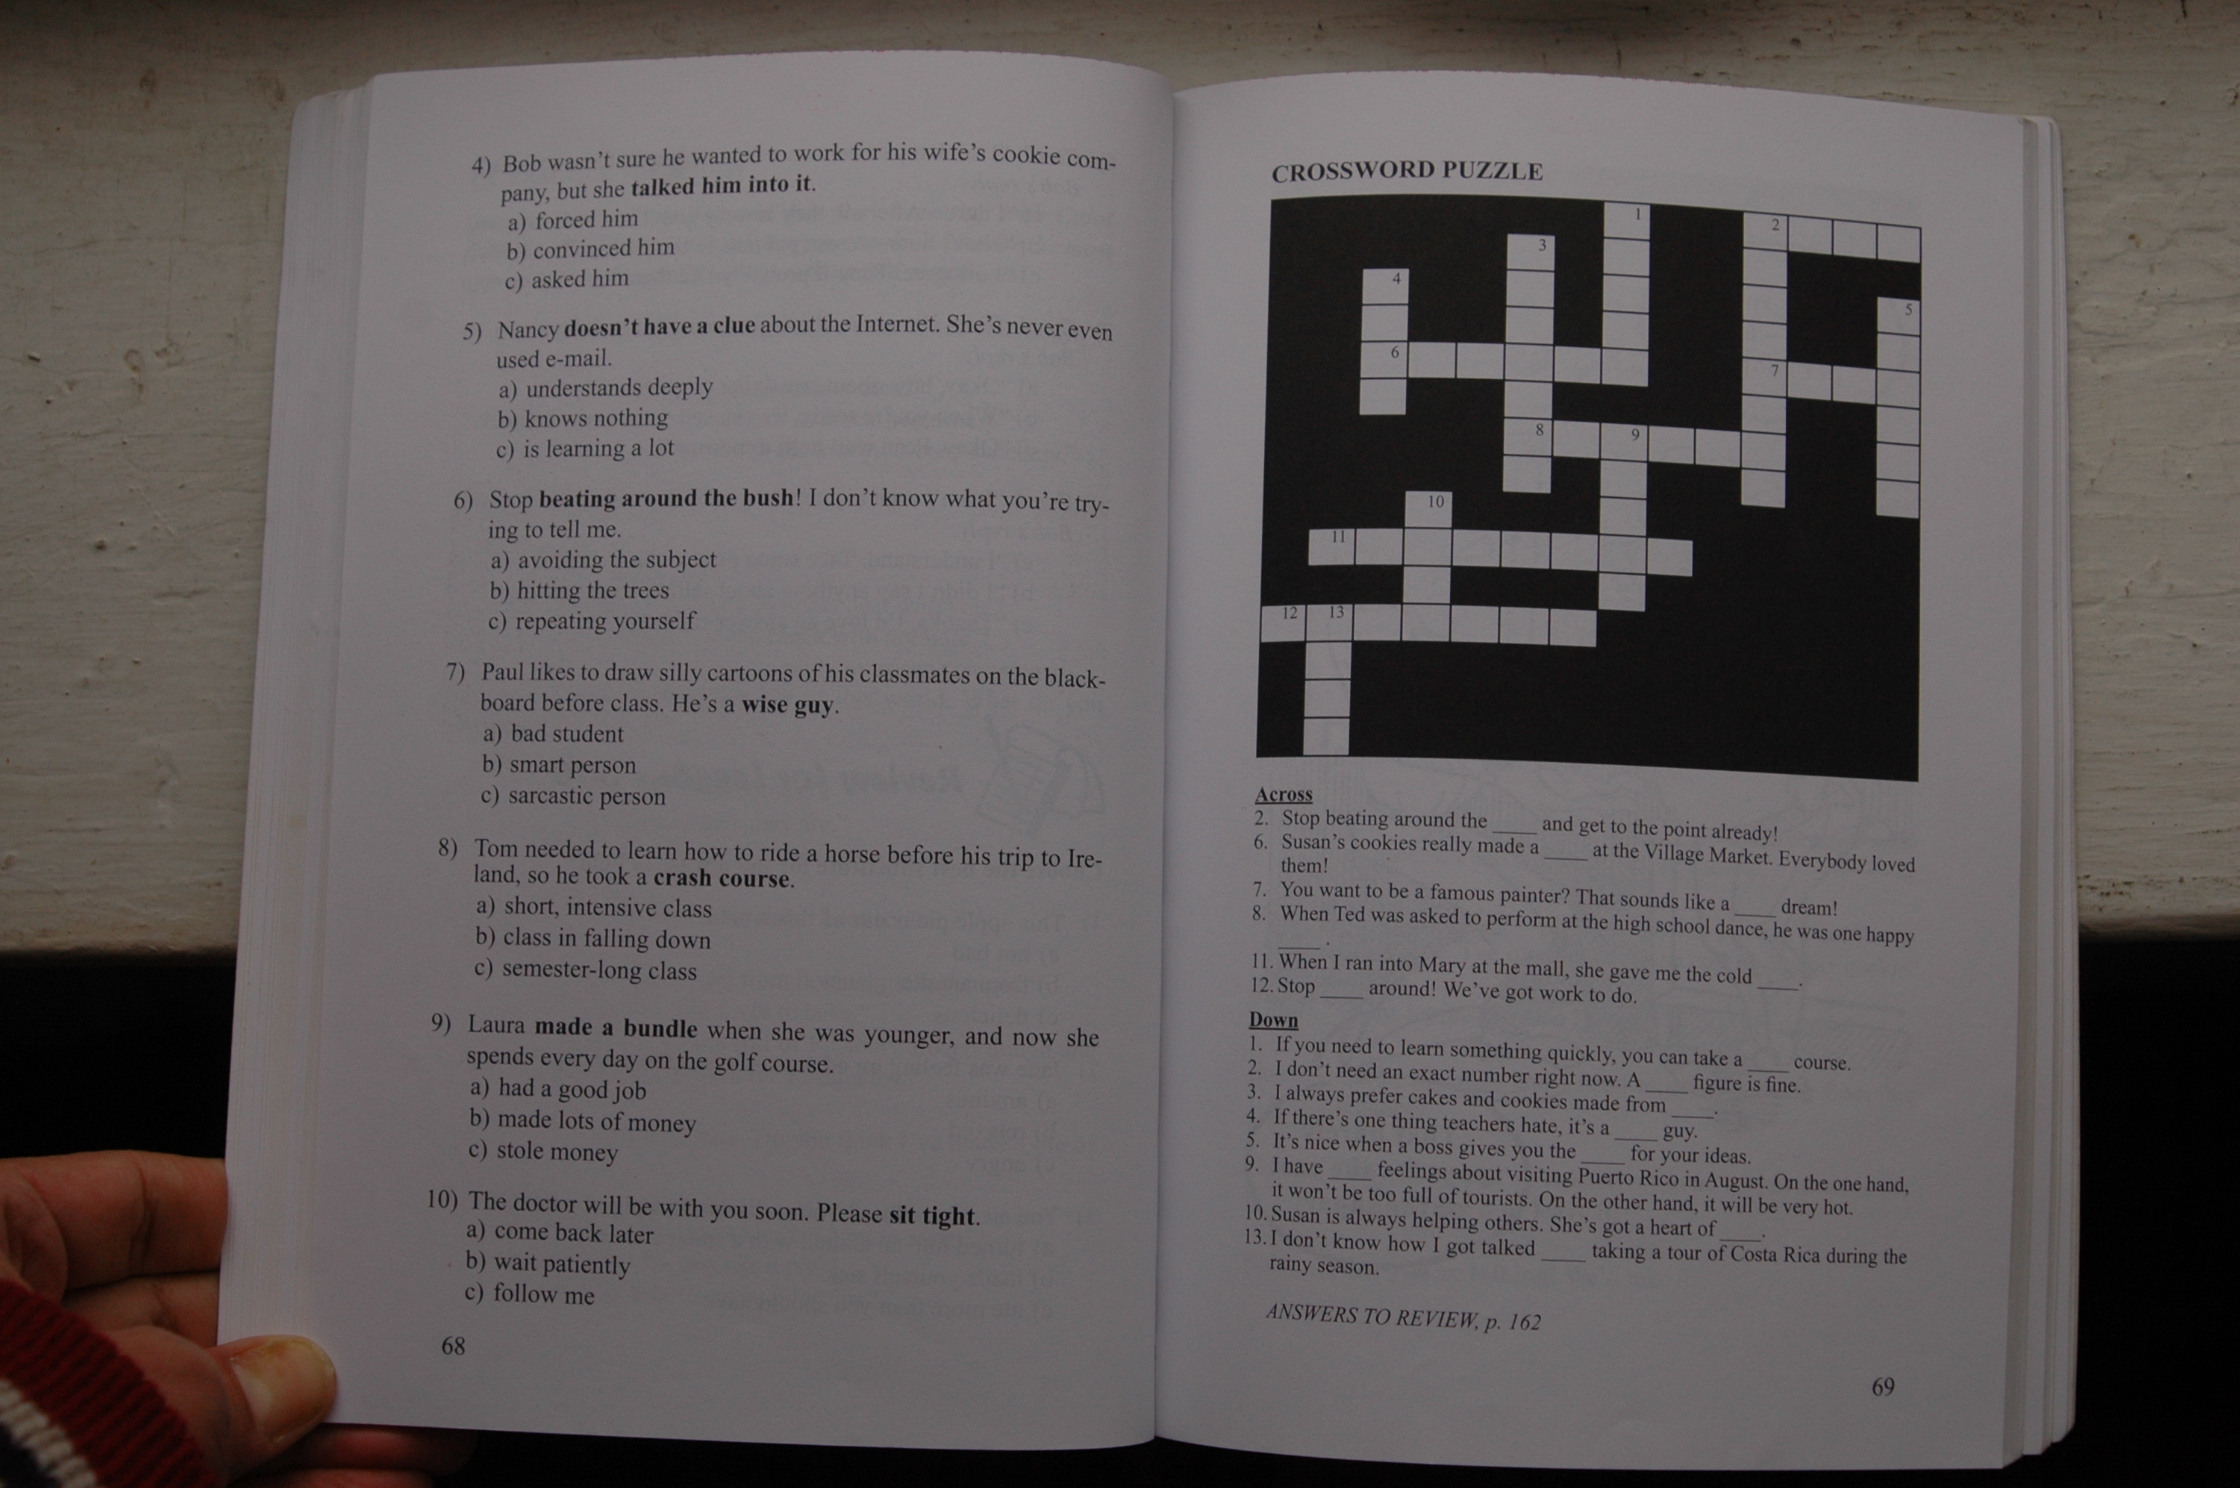 4) Bob wasn't sure he wanted to work for his wife's cookie com-
pany, but she talked him into it.
a) forced him
b) convinced him
c) asked him
5) Nancy doesn't have a clue about the Internet. She's never even
used e-mail.
a) understands deeply
b) knows nothing
c) is learning a lot
6) Stop beating around the bush! I don't know what you're try-
ing to tell me.
a) avoiding the subject
b) hitting the trees
c) repeating yourself
7) Paul likes to draw silly cartoons of his classmates on the black-
board before class. He's a wise guy.
a) bad student
b) smart person
c) sarcastic person
8) Tom needed to learn how to ride a horse before his trip to Ire-
land, so he took a crash course.
a) short, intensive class
b) class in falling down
c) semester-long class
9) Laura made a bundle when she was younger, and now she
spends every day on the golf course.
a) had a good job
b) made lots of money
c) stole money
10) The doctor will be with you soon. Please sit tight.
a) come back later
b) wait patiently
c) follow me
68
CROSSWORD PUZZLE
1
2
3
4
5
6
7
8 9
10
11
12 13
Across
2. Stop beating around the ____ and get to the point already!
6. Susan's cookies really made a ____ at the Village Market. Everybody loved
them!
7. You want to be a famous painter? That sounds like a ____ dream!
8. When Ted was asked to perform at the high school dance, he was one happy
____.
11. When I ran into Mary at the mall, she gave me the cold ____.
12. Stop ____ around! We've got work to do.
Down
1. If you need to learn something quickly, you can take a ____ course.
2. I don't need an exact number right now. A ____ figure is fine.
3. I always prefer cakes and cookies made from ____.
4. If there's one thing teachers hate, it's a ____ guy.
5. It's nice when a boss gives you the ____ for your ideas.
9. I have ____ feelings about visiting Puerto Rico in August. On the one hand,
it won't be too full of tourists. On the other hand, it will be very hot.
10. Susan is always helping others. She's got a heart of ____.
13. I don't know how I got talked ____ taking a tour of Costa Rica during the
rainy season.
ANSWERS TO REVIEW, p. 162
69